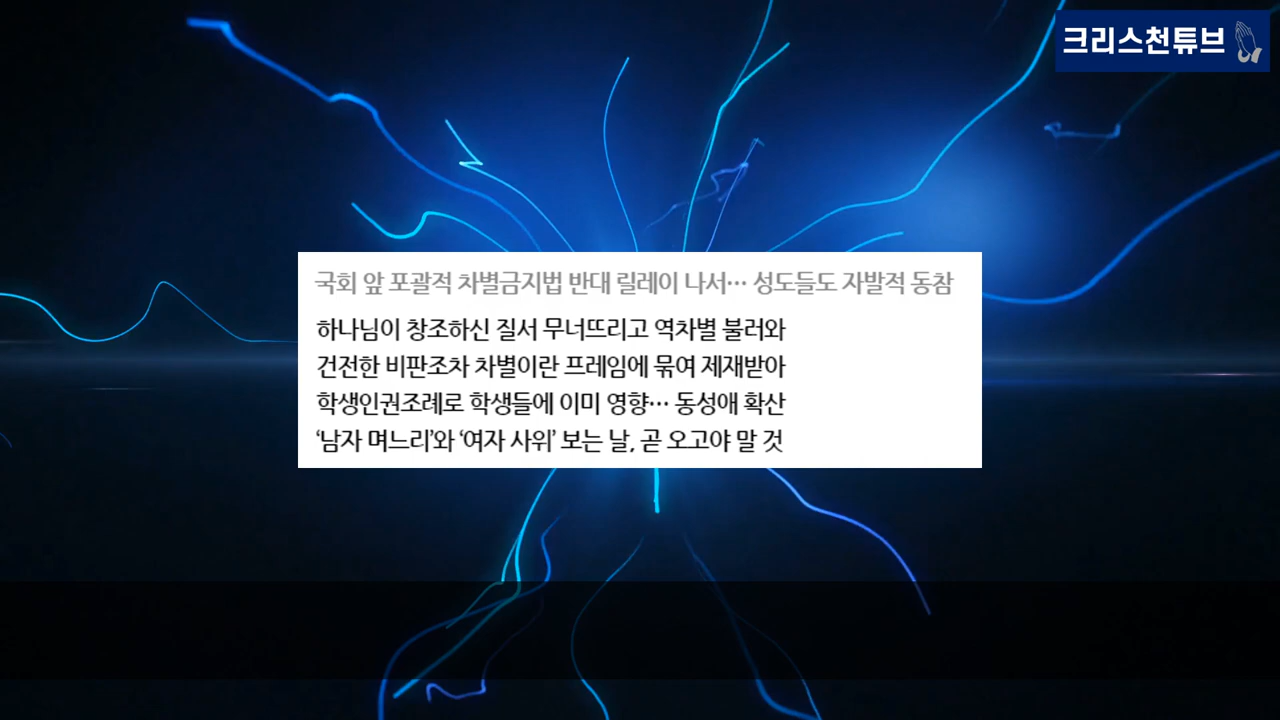 크리스천튜브
국회 앞 포괄적 차별금지법 반대 릴레이 나서… 성도들도 자발적 동참
하나님이 창조하신 질서 무너뜨리고 역차별 불러와
건전한 비판조차 차별이란 프레임에 묶여 제재받아
학생인권조례로 학생들에 이미 영향… 동성애 확산
‘남자 며느리’와 ‘여자 사위’ 보는 날, 곧 오고야 말 것